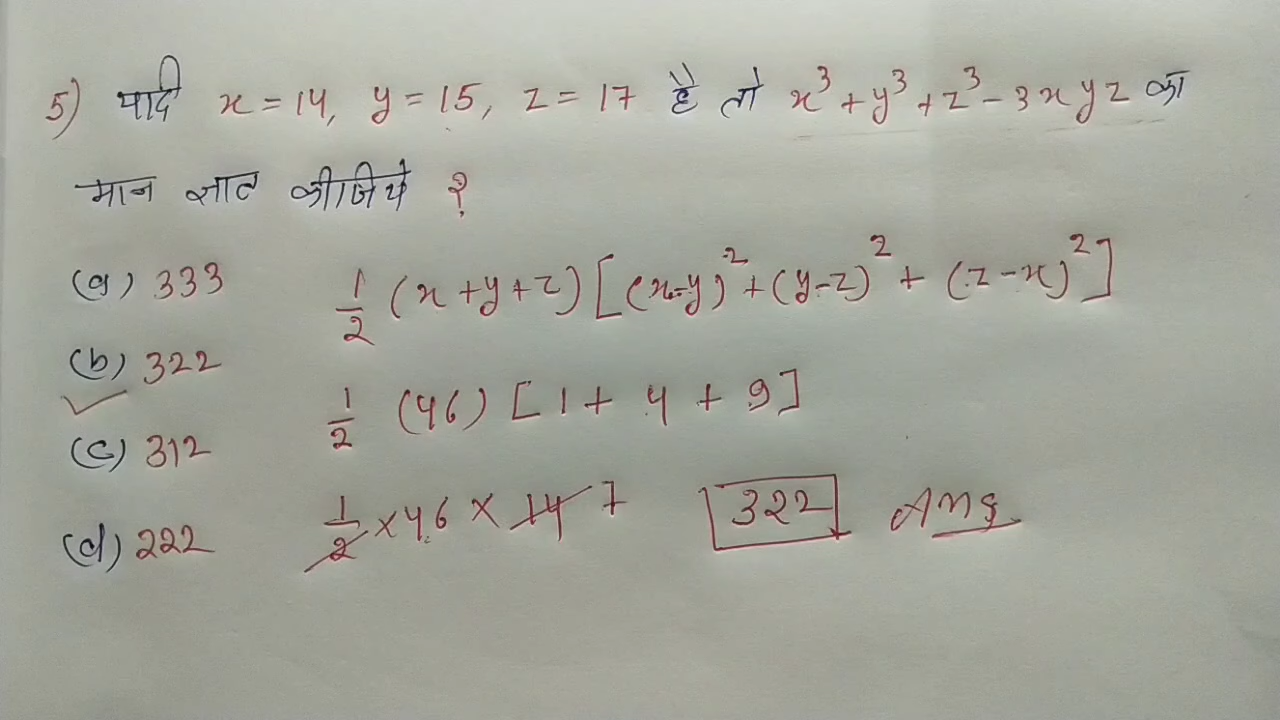 5) यादी x = 14, y = 15, z = 17 है तो x³ + y³ + z³ - 3xyz का
मान ज्ञात कीजिये ?
(a) 333
½ (x + y + z) [(x-y)² + (y-z)² + (z-x)²]
(b) 322
½ (46) [1 + 4 + 9]
(c) 312
½ × 46 × 14 7 322 Ans
(d) 222